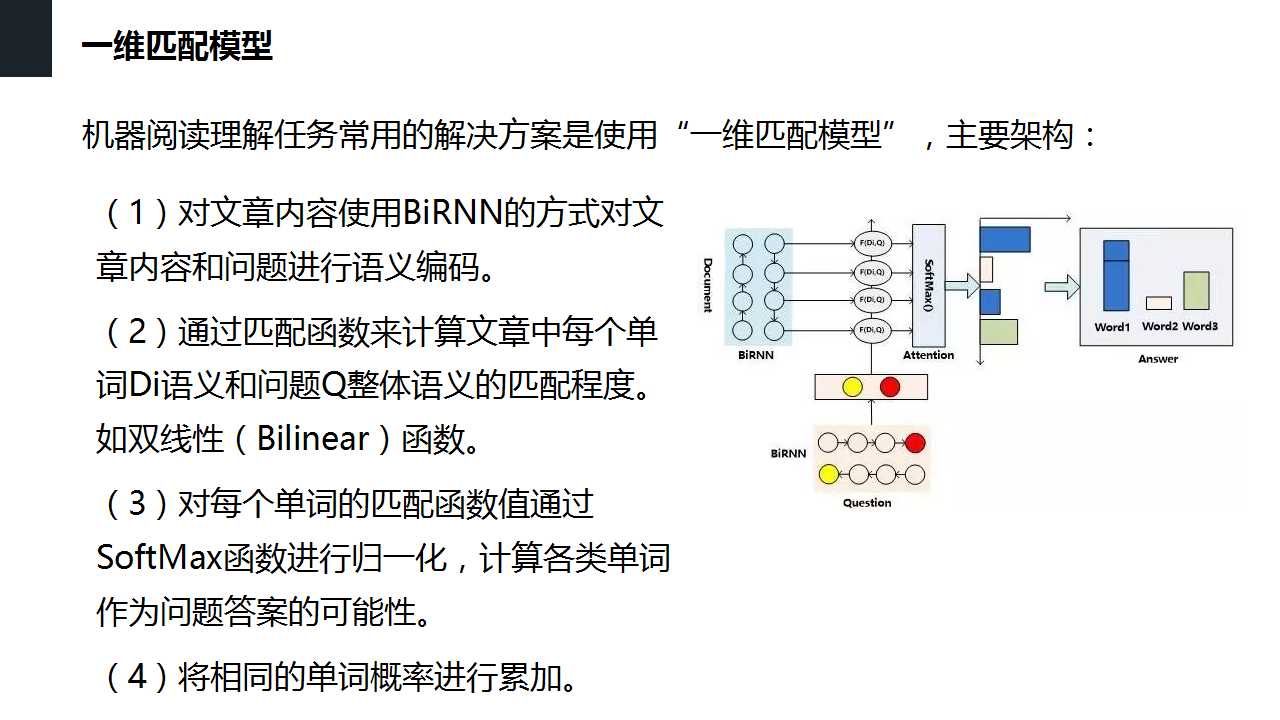 一维匹配模型
机器阅读理解任务常用的解决方案是使用“一维匹配模型”，主要架构：
（1）对文章内容使用BiRNN的方式对文
章内容和问题进行语义编码。
（2）通过匹配函数来计算文章中每个单
词Di语义和问题Q整体语义的匹配程度。
如双线性（Bilinear）函数。
（3）对每个单词的匹配函数值通过
SoftMax函数进行归一化，计算各类单词
作为问题答案的可能性。
（4）将相同的单词概率进行累加。
Document
BiRNN
F(Di,Q)
F(Di,Q)
F(Di,Q)
F(Di,Q)
SoftMax()
Attention
Word1 Word2 Word3
Answer
BiRNN
Question